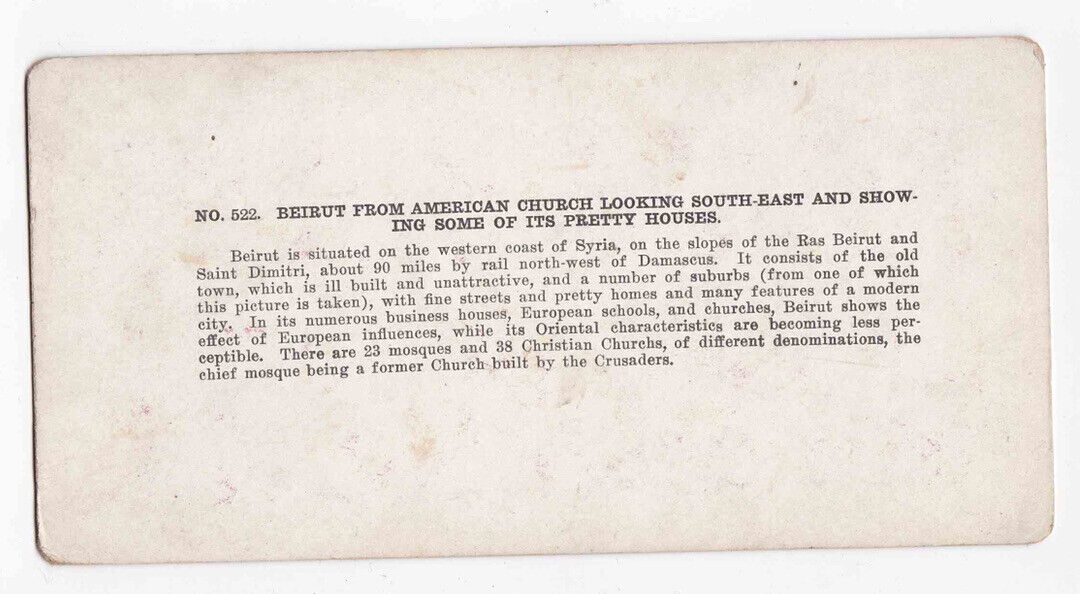 NO. 522. BEIRUT FROM AMERICAN CHURCH LOOKING SOUTH-EAST AND SHOW-
ING SOME OF ITS PRETTY HOUSES.
Beirut is situated on the western coast of Syria, on the slopes of the Ras Beirut and
Saint Dimitri, about 90 miles by rail north-west of Damascus. It consists of the old
town, which is ill built and unattractive, and a number of suburbs (from one of which
this picture is taken), with fine streets and pretty homes and many features of a modern
city. In its numerous business houses, European schools, and churches, Beirut shows the
effect of European influences, while its Oriental characteristics are becoming less per-
ceptible. There are 23 mosques and 38 Christian Churchs, of different denominations, the
chief mosque being a former Church built by the Crusaders.